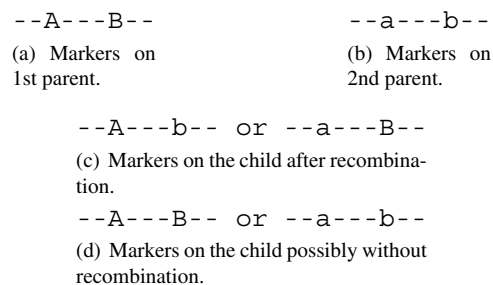 --A---B--
(a) Markers on
1st parent.
--a---b--
(b) Markers on
2nd parent.
--A---b-- or --a---B--
(c) Markers on the child after recombina-
tion.
--A---B-- or --a---b--
(d) Markers on the child possibly without
recombination.